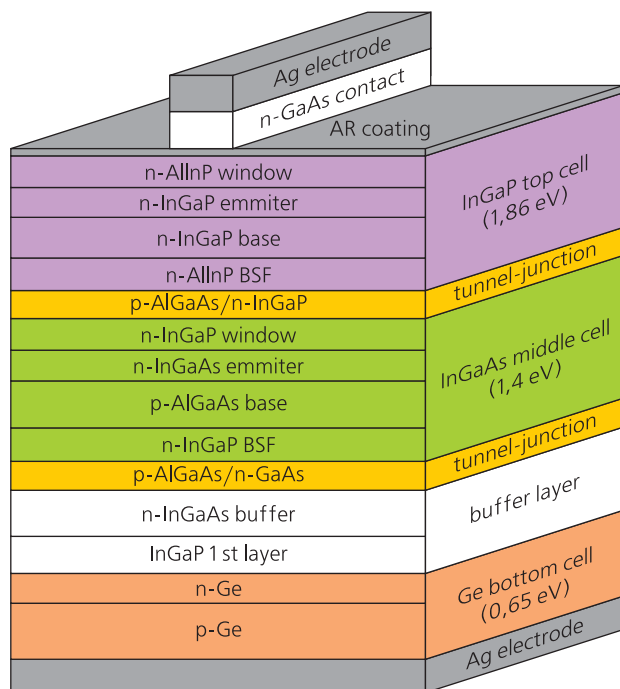 Ag electrode
n-GaAs contact
AR coating
n-AlInP window
n-InGaP emmiter
n-InGaP base
n-AlInP BSF
p-AlGaAs/n-InGaP
n-InGaP window
n-InGaAs emmiter
p-AlGaAs base
n-InGaP BSF
p-AlGaAs/n-GaAs
n-InGaAs buffer
InGaP 1 st layer
n-Ge
p-Ge
InGaP top cell
(1,86 eV)
tunnel-junction
InGaAs middle cell
(1,4 eV)
tunnel-junction
buffer layer
Ge bottom cell
(0,65 eV)
Ag electrode